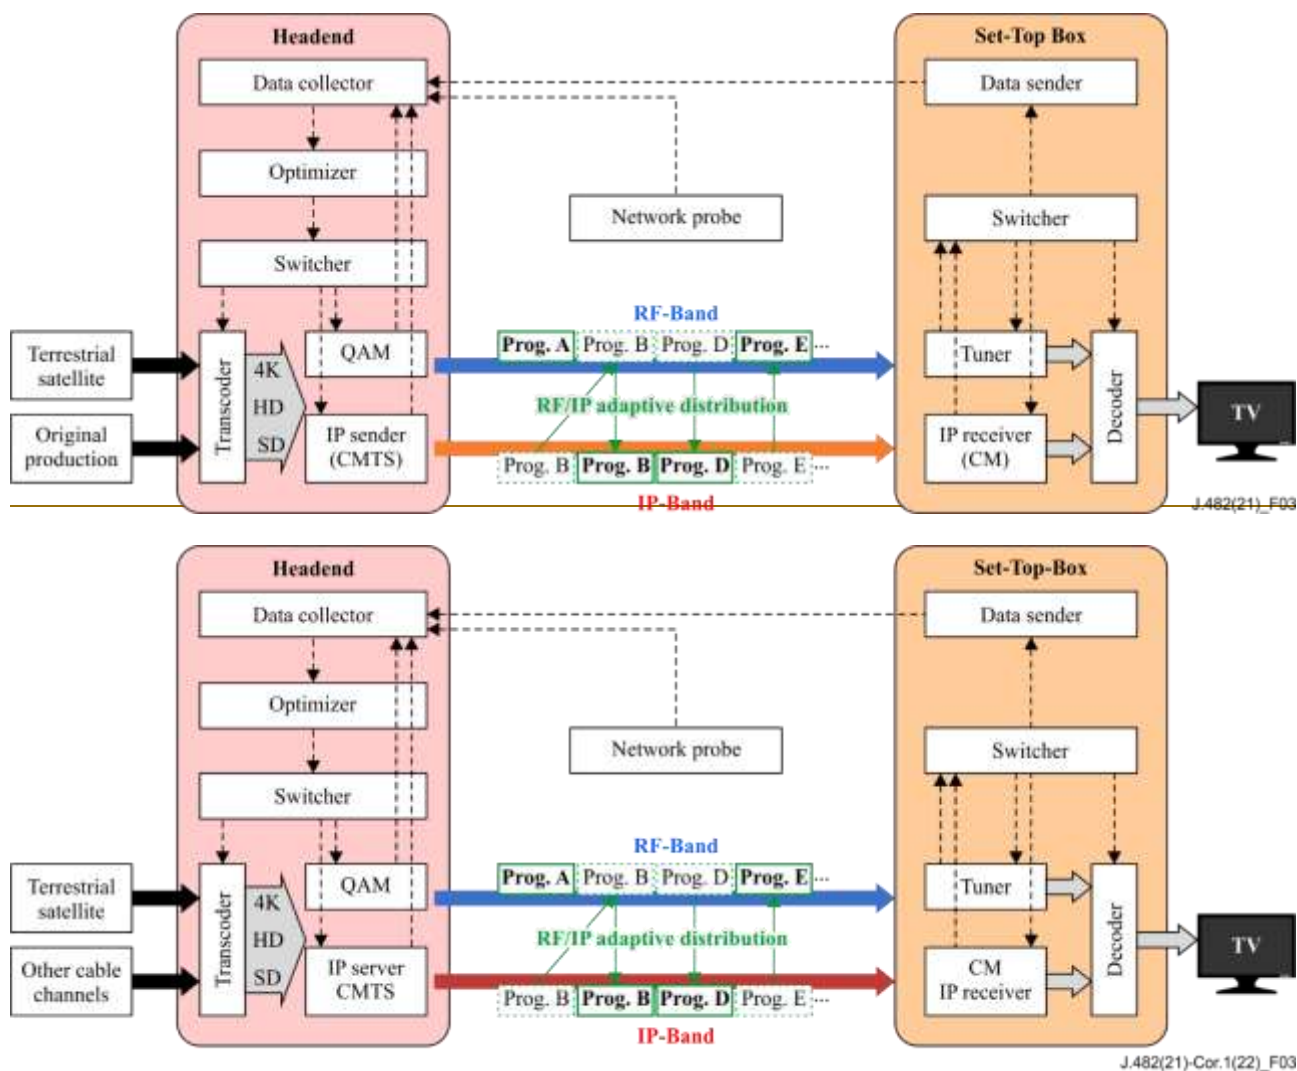 Headend
Set-Top Box
Data collector
Data sender
Optimizer
Network probe
Switcher
Switcher
RF-Band
Terrestrial
satellite
Transcoder
4K
HD
SD
QAM
Prog. A Prog. B Prog. D Prog. E ...
Tuner
Decoder
TV
RF/IP adaptive distribution
Original
production
IP sender
(CMTS)
IP receiver
(CM)
Prog. B Prog. B Prog. D Prog. E ...
IP-Band
J.482(21)_F03
Headend
Set-Top-Box
Data collector
Data sender
Optimizer
Network probe
Switcher
Switcher
RF-Band
Terrestrial
satellite
Transcoder
4K
HD
SD
QAM
Prog. A Prog. B Prog. D Prog. E ...
Tuner
Decoder
TV
RF/IP adaptive distribution
Other cable
channels
IP server
CMTS
CM
IP receiver
Prog. B Prog. B Prog. D Prog. E ...
IP-Band
J.482(21)-Cor.1(22)_F03